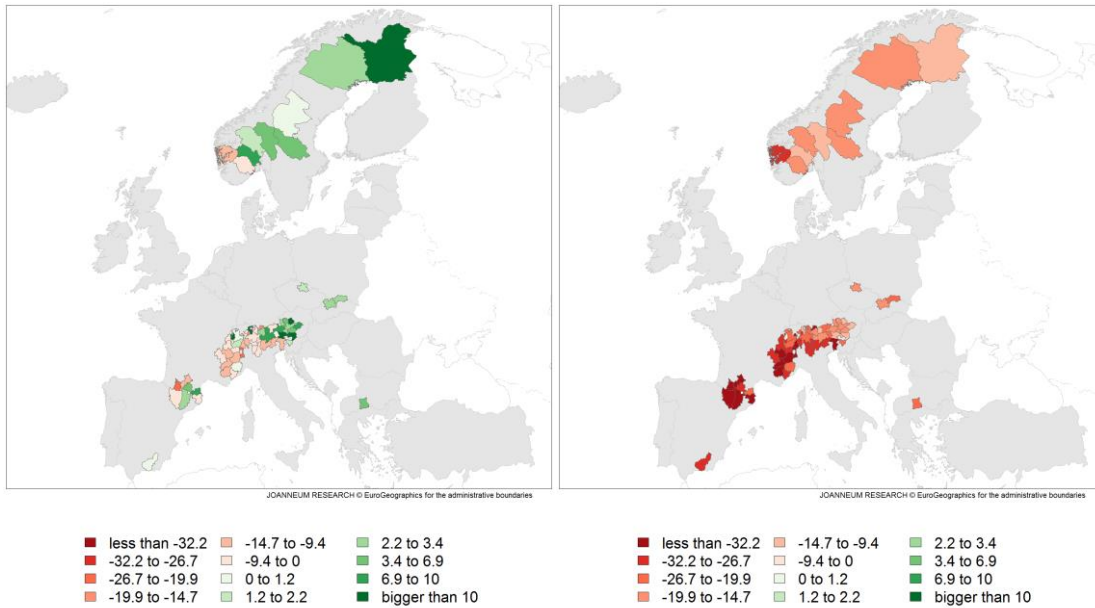 JOANNEUM RESEARCH © EuroGeographics for the administrative boundaries
JOANNEUM RESEARCH © EuroGeographics for the administrative boundaries
less than -32.2
-32.2 to -26.7
-26.7 to -19.9
-19.9 to -14.7
-14.7 to -9.4
-9.4 to 0
0 to 1.2
1.2 to 2.2
2.2 to 3.4
3.4 to 6.9
6.9 to 10
bigger than 10
less than -32.2
-32.2 to -26.7
-26.7 to -19.9
-19.9 to -14.7
-14.7 to -9.4
-9.4 to 0
0 to 1.2
1.2 to 2.2
2.2 to 3.4
3.4 to 6.9
6.9 to 10
bigger than 10